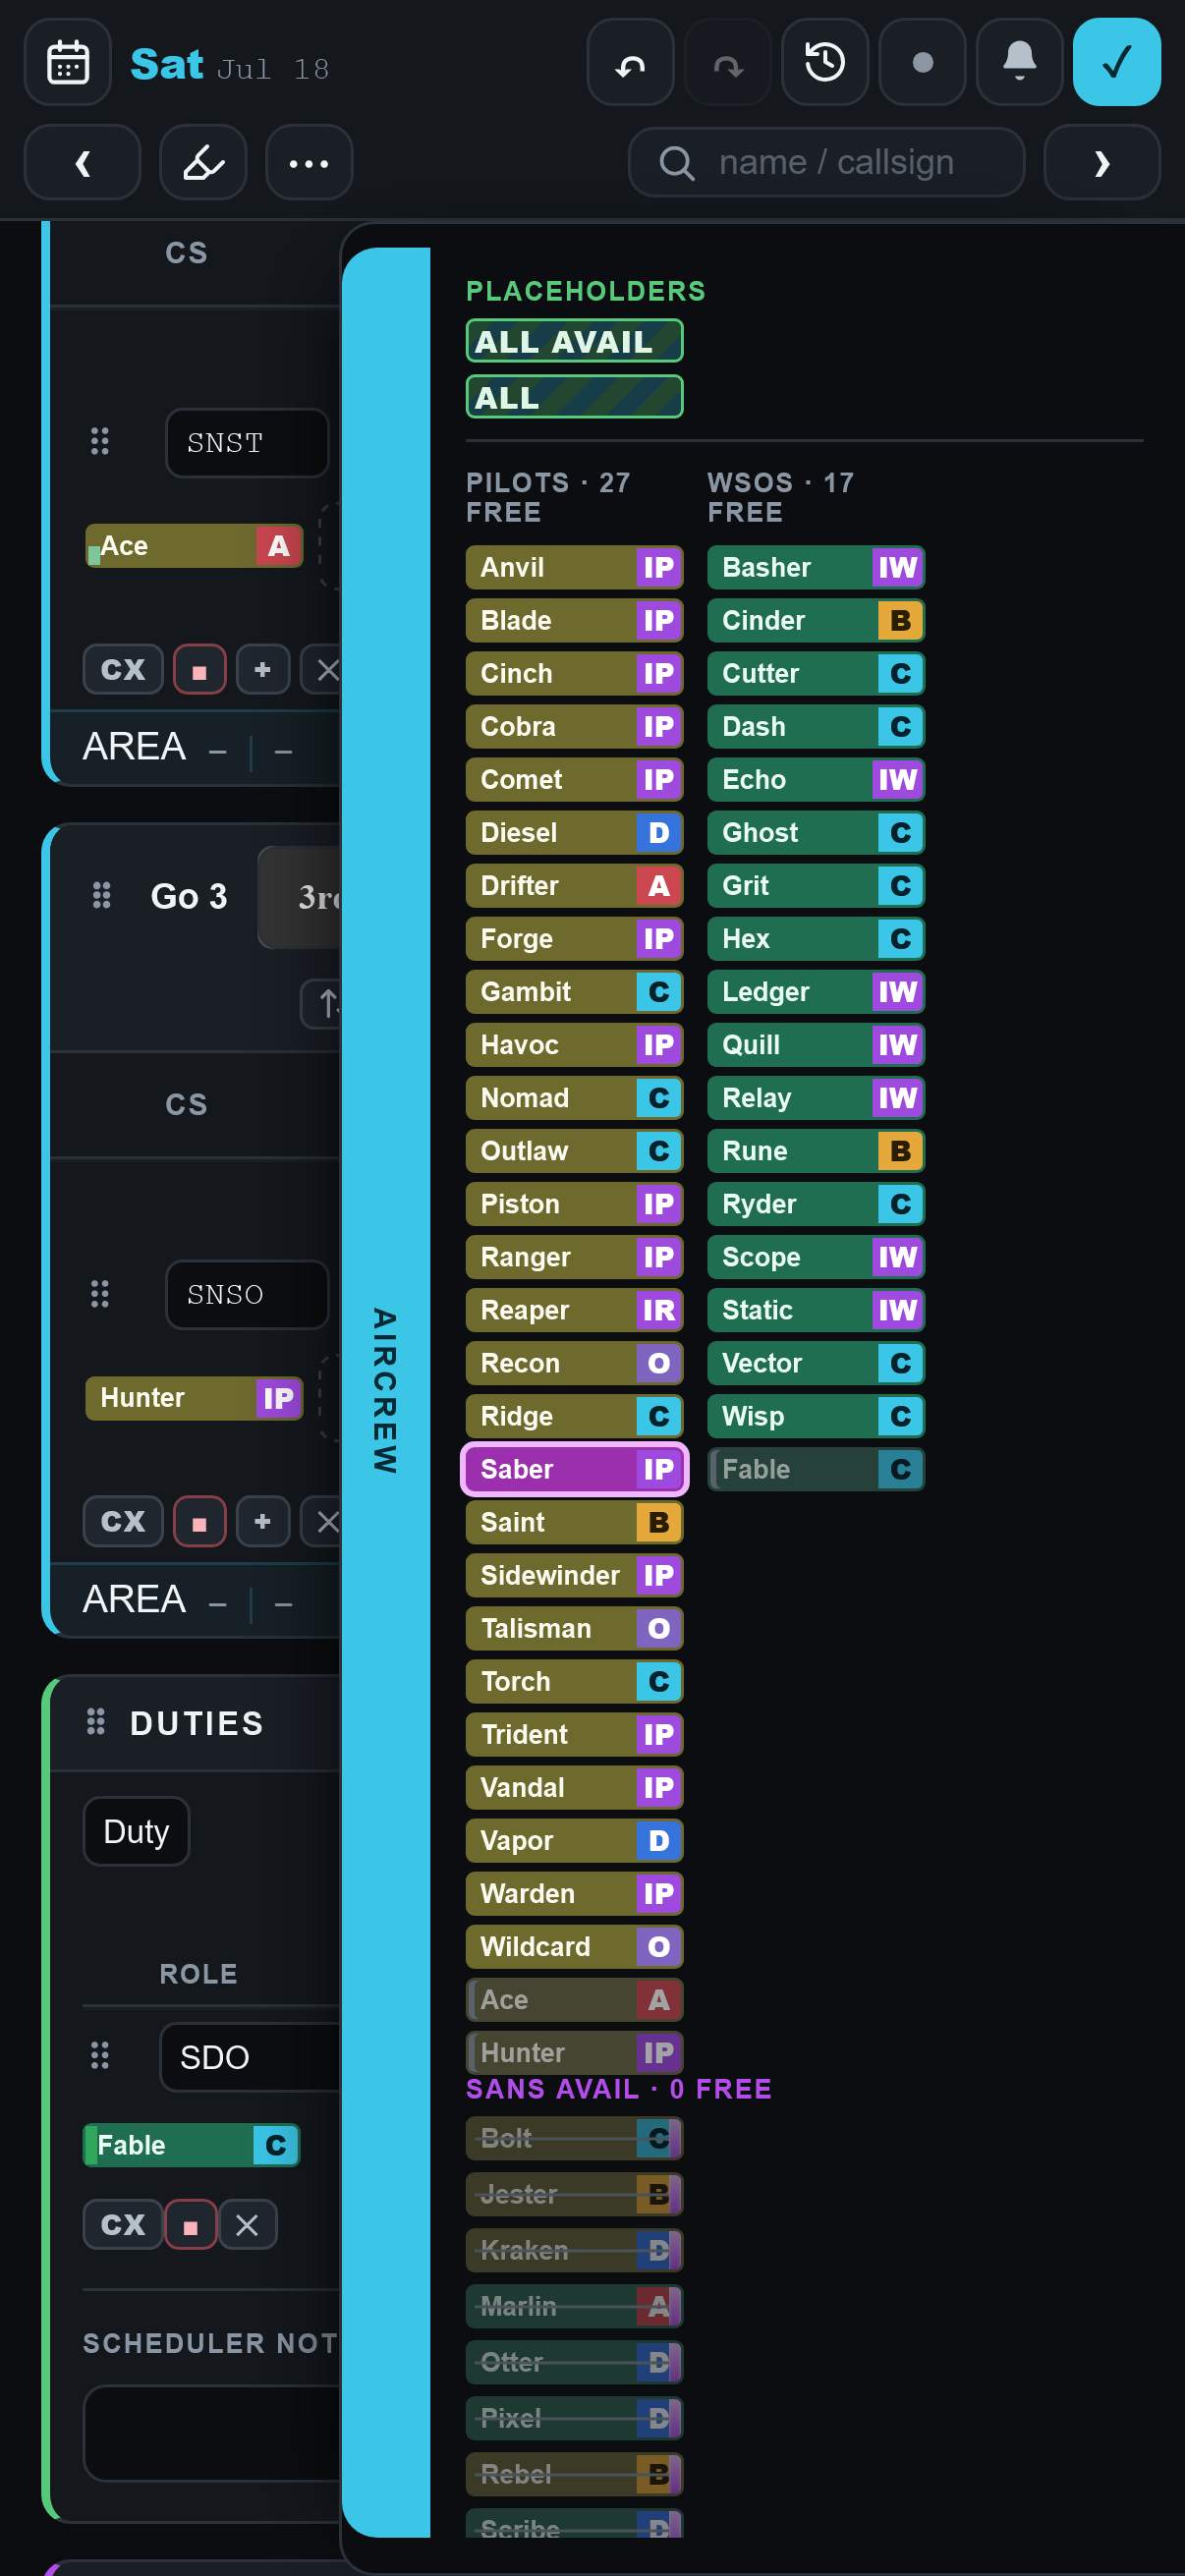 Sat Jul 18
name / callsign
CS
SNST
Ace A
CX + 
AREA – | –
Go 3
CS
SNSO
Hunter IP
CX +
AREA – | –
DUTIES
Duty
ROLE
SDO
Fable C
CX
SCHEDULER NOT
AIRCREW
PLACEHOLDERS
ALL AVAIL
ALL
PILOTS · 27
FREE
Anvil IP
Blade IP
Cinch IP
Cobra IP
Comet IP
Diesel D
Drifter A
Forge IP
Gambit C
Havoc IP
Nomad C
Outlaw C
Piston IP
Ranger IP
Reaper IR
Recon O
Ridge C
Saber IP
Saint B
Sidewinder IP
Talisman O
Torch C
Trident IP
Vandal IP
Vapor D
Warden IP
Wildcard O
Ace A
Hunter IP
WSOS · 17
FREE
Basher IW
Cinder B
Cutter C
Dash C
Echo IW
Ghost C
Grit C
Hex C
Ledger IW
Quill IW
Relay IW
Rune B
Ryder C
Scope IW
Static IW
Vector C
Wisp C
Fable C
SANS AVAIL · 0 FREE
Bolt C
Jester B
Kraken D
Marlin A
Otter D
Pixel D
Rebel B
Scribe D